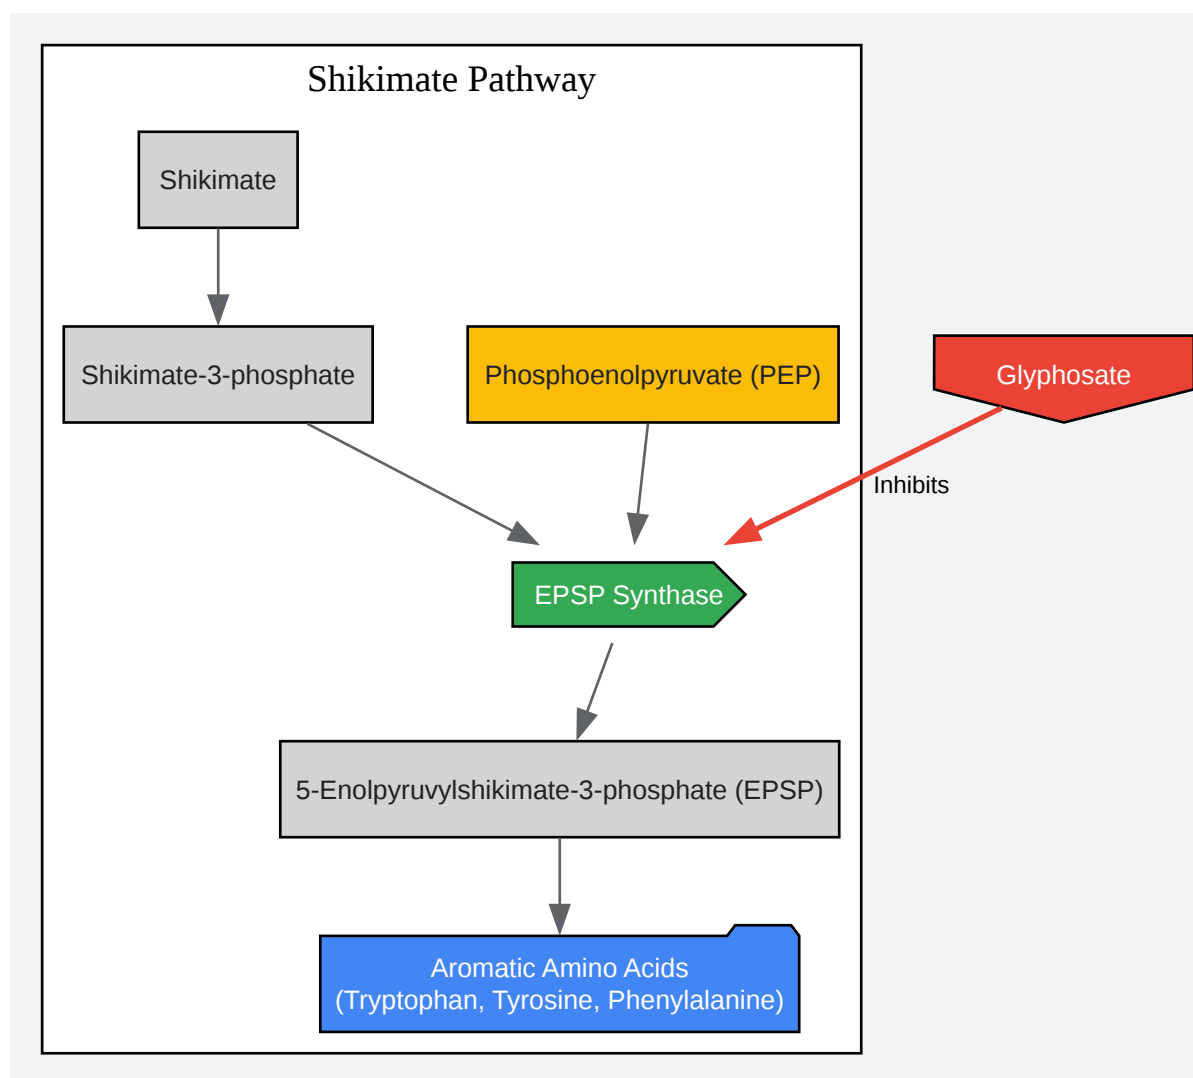 Shikimate Pathway
Shikimate
Shikimate-3-phosphate
Phosphoenolpyruvate (PEP)
Glyphosate
Inhibits
EPSP Synthase
5-Enolpyruvylshikimate-3-phosphate (EPSP)
Aromatic Amino Acids
(Tryptophan, Tyrosine, Phenylalanine)